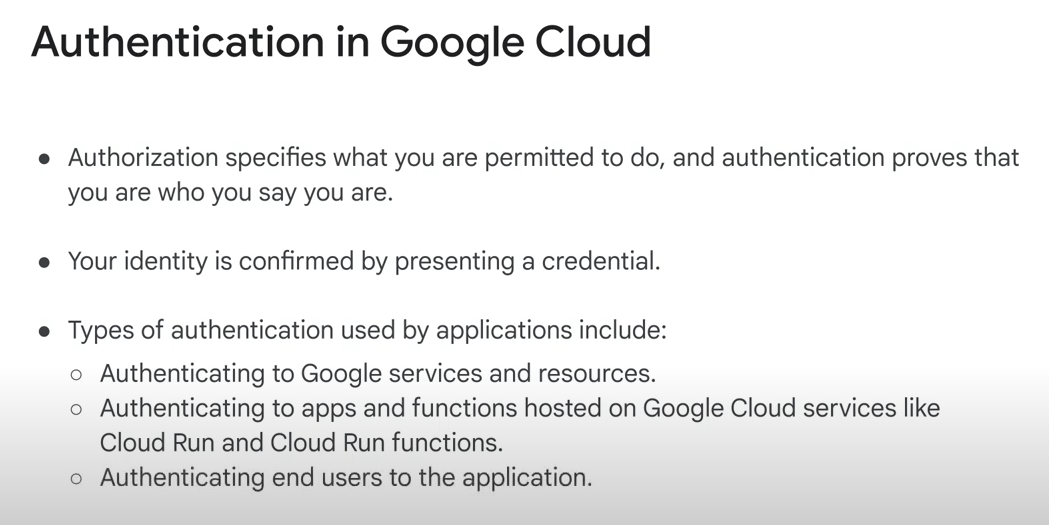 Authentication in Google Cloud
● Authorization specifies what you are permitted to do, and authentication proves that
you are who you say you are.
● Your identity is confirmed by presenting a credential.
● Types of authentication used by applications include:
○ Authenticating to Google services and resources.
○ Authenticating to apps and functions hosted on Google Cloud services like
Cloud Run and Cloud Run functions.
○ Authenticating end users to the application.